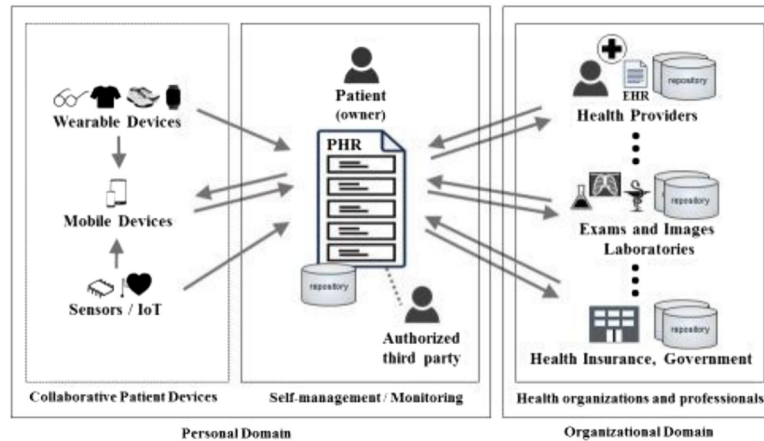 Patient
(owner)
PHR
repository
Authorized
third party
Wearable Devices
Mobile Devices
Sensors / IoT
EHR
repository
Health Providers
repository
Exams and Images
Laboratories
repository
Health Insurance, Government
Collaborative Patient Devices
Self-management / Monitoring
Health organizations and professionals
Personal Domain
Organizational Domain